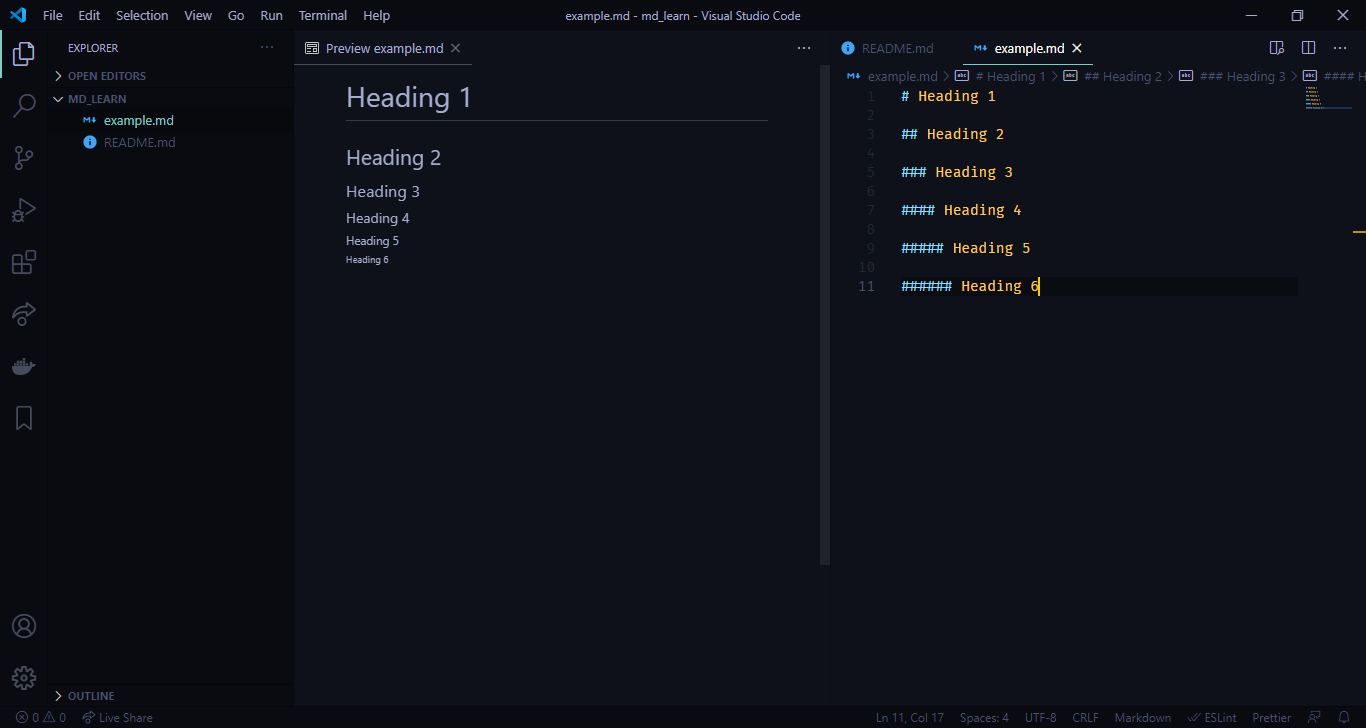 File Edit Selection View Go Run Terminal Help
example.md - md_learn - Visual Studio Code
EXPLORER
OPEN EDITORS
MD_LEARN
example.md
README.md
OUTLINE
Preview example.md
Heading 1
Heading 2
Heading 3
Heading 4
Heading 5
Heading 6
README.md example.md
example.md > # Heading 1 > ## Heading 2 > ### Heading 3 > #### H
1 # Heading 1
2
3 ## Heading 2
4
5 ### Heading 3
6
7 #### Heading 4
8
9 ##### Heading 5
10
11 ###### Heading 6
0 0 Live Share
Ln 11, Col 17 Spaces: 4 UTF-8 CRLF Markdown ESLint Prettier